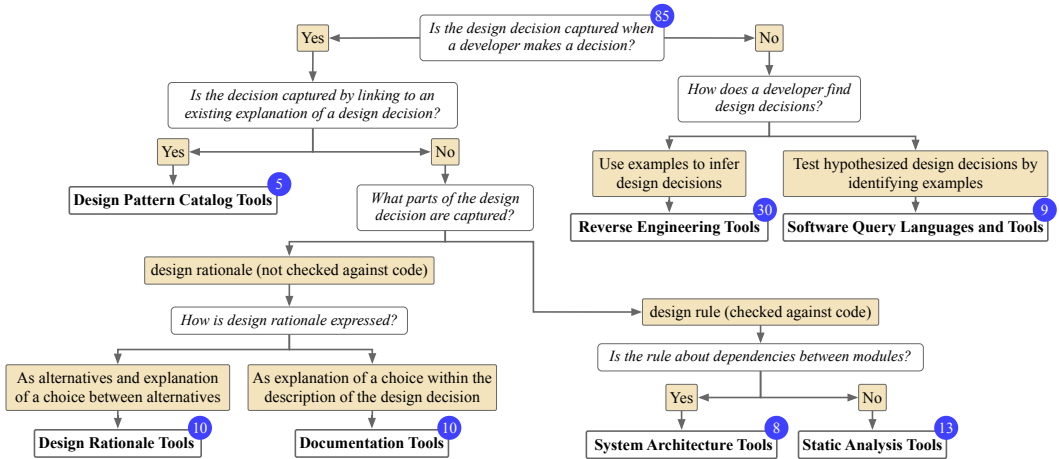 85
Is the design decision captured when
a developer makes a decision?
Yes
No
Is the decision captured by linking to an
existing explanation of a design decision?
How does a developer find
design decisions?
Yes
No
Use examples to infer
design decisions
Test hypothesized design decisions by
identifying examples
5
Design Pattern Catalog Tools
What parts of the design
decision are captured?
30
Reverse Engineering Tools
9
Software Query Languages and Tools
design rationale (not checked against code)
design rule (checked against code)
How is design rationale expressed?
Is the rule about dependencies between modules?
As alternatives and explanation
of a choice between alternatives
As explanation of a choice within the
description of the design decision
Yes
No
10
Design Rationale Tools
10
Documentation Tools
8
System Architecture Tools
13
Static Analysis Tools